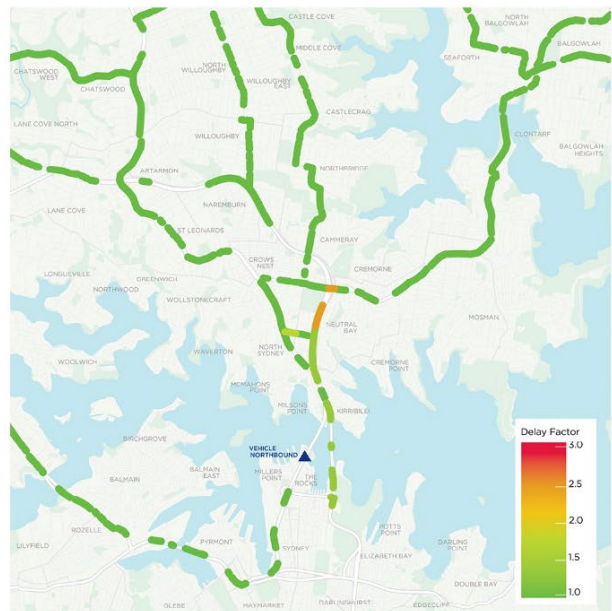 CASTLE COVE
NORTH
BALGOWLAH
BALGOWLAH
MIDDLE COVE
SEAFORTH
NORTH
WILLOUGHBY
CHATSWOOD
WEST
CHATSWOOD
WILLOUGHBY
EAST
CASTLECRAG
LANE COVE NORTH
WILLOUGHBY
CLONTARF
BALGOWLAH
HEIGHTS
ARTARMON
NORTHBRIDGE
NAREMBURN
LANE COVE
ST LEONARDS
CAMMERAY
CROWS
NEST
CREMORNE
LONGUEVILLE
GREENWICH
NORTHWOOD
WOLLSTONECRAFT
MOSMAN
NEUTRAL
BAY
NORTH
SYDNEY
WAVERTON
WOOLWICH
CREMORNE
POINT
MCMAHONS
POINT
MILSONS
POINT
KIRRIBILLI
BIRCHGROVE
VEHICLE
NORTHBOUND
BALMAIN
BALMAIN
EAST
MILLERS
POINT
THE
ROCKS
Delay Factor
3.0
2.5
2.0
1.5
1.0
ROZELLE
LILYFIELD
PYRMONT
SYDNEY
POTTS
POINT
ELIZABETH BAY
DARLING
POINT
DOUBLE BAY
GLEBE
HAYMARKET
DARLINGHURST
EDGECLIFF